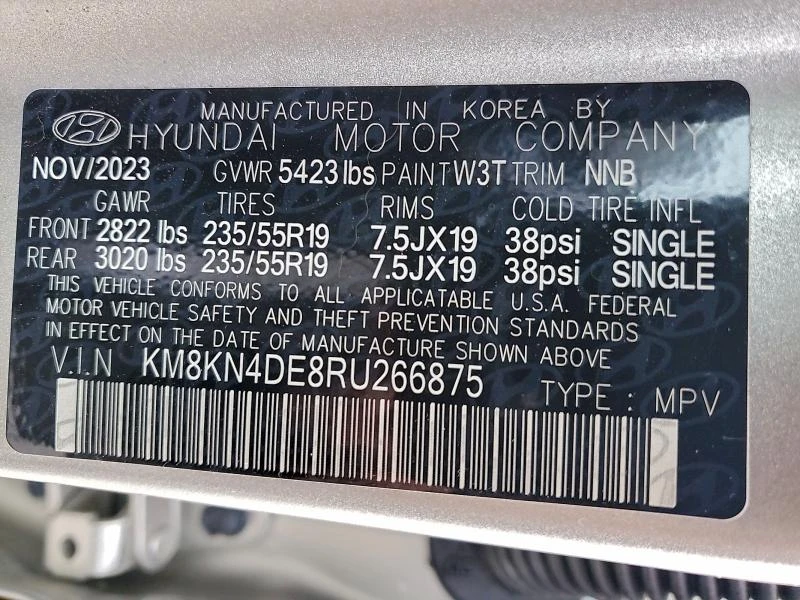 MANUFACTURED IN KOREA BY
HYUNDAI MOTOR COMPANY
NOV/2023 GVWR 5423 lbs PAINT W3T TRIM NNB
GAWR TIRES RIMS COLD TIRE INFL
FRONT 2822 lbs 235/55R19 7.5JX19 38psi SINGLE
REAR 3020 lbs 235/55R19 7.5JX19 38psi SINGLE
THIS VEHICLE CONFORMS TO ALL APPLICATABLE U.S.A. FEDERAL
MOTOR VEHICLE SAFETY AND THEFT PREVENTION STANDARDS
IN EFFECT ON THE DATE OF MANUFACTURE SHOWN ABOVE
V.I.N KM8KN4DE8RU266875 TYPE : MPV